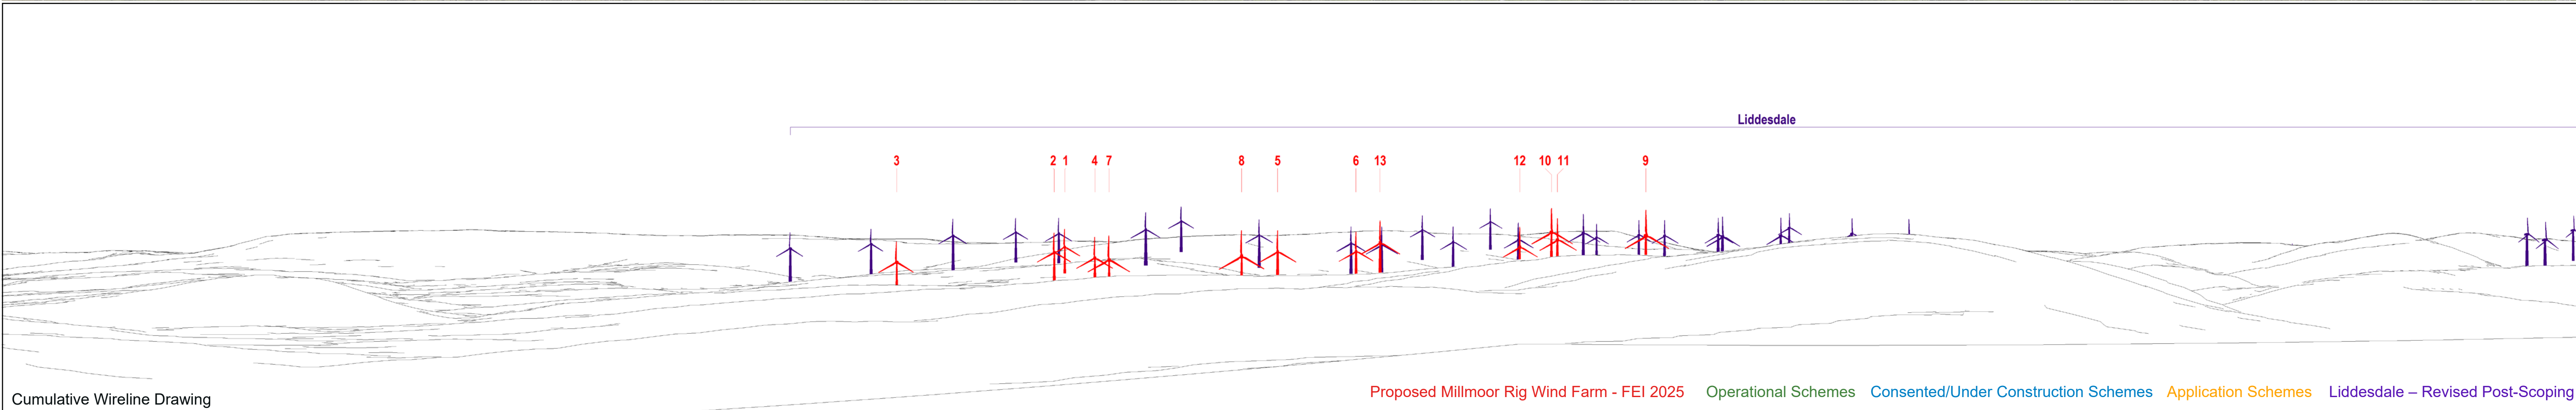 Liddesdale
3 2 1 4 7 8 5 6 13 12 10 11 9
Proposed Millmoor Rig Wind Farm - FEI 2025 Operational Schemes Consented/Under Construction Schemes Application Schemes Liddesdale – Revised Post-Scoping
Cumulative Wireline Drawing